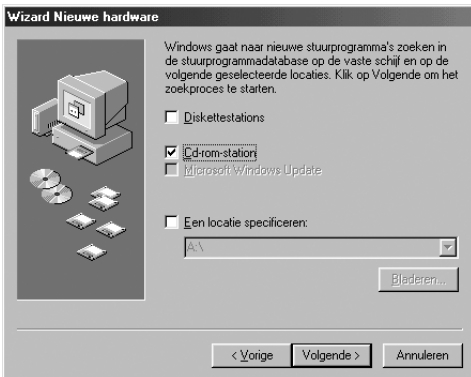 Wizard Nieuwe hardware
Windows gaat naar nieuwe stuurprogramma's zoeken in
de stuurprogrammadatabase op de vaste schijf en op de
volgende geselecteerde locaties. Klik op Volgende om het
zoekproces te starten.
Diskettestations
Cd-rom-station
Microsoft Windows Update
Een locatie specificeren:
A:\
Bladeren...
< Vorige
Volgende >
Annuleren